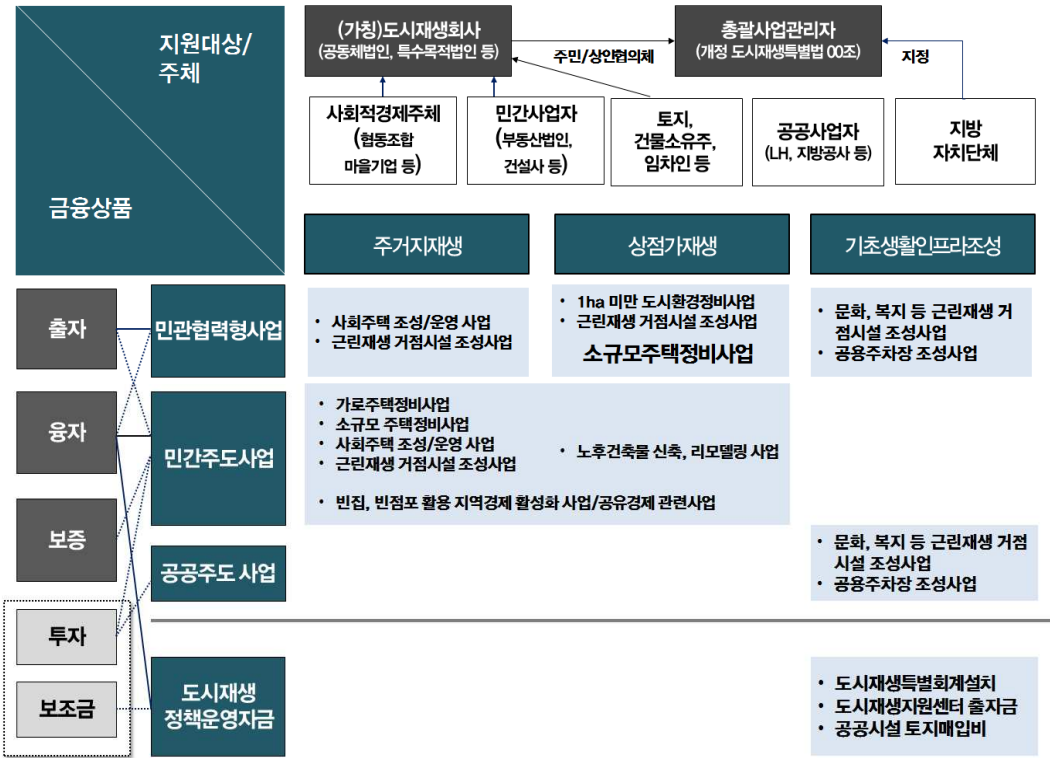 지원대상/
주체
금융상품
(가칭)도시재생회사
(공동체법인, 특수목적법인 등)
주민/상인협의체
총괄사업관리자
(개정 도시재생특별법 00조)
지정
사회적경제주체
(협동조합
마을기업 등)
민간사업자
(부동산법인,
건설사 등)
토지,
건물소유주,
임차인 등
공공사업자
(LH, 지방공사 등)
지방
자치단체
주거지재생
상점가재생
기초생활인프라조성
출자
민관협력형사업
• 사회주택 조성/운영 사업
• 근린재생 거점시설 조성사업
• 1ha 미만 도시환경정비사업
• 근린재생 거점시설 조성사업
소규모주택정비사업
• 문화, 복지 등 근린재생 거
점시설 조성사업
• 공용주차장 조성사업
융자
민간주도사업
• 가로주택정비사업
• 소규모 주택정비사업
• 사회주택 조성/운영 사업
• 근린재생 거점시설 조성사업
• 노후건축물 신축, 리모델링 사업
• 빈집, 빈점포 활용 지역경제 활성화 사업/공유경제 관련사업
보증
공공주도 사업
• 문화, 복지 등 근린재생 거점
시설 조성사업
• 공용주차장 조성사업
투자
보조금
도시재생
정책운영자금
• 도시재생특별회계설치
• 도시재생지원센터 출자금
• 공공시설 토지매입비